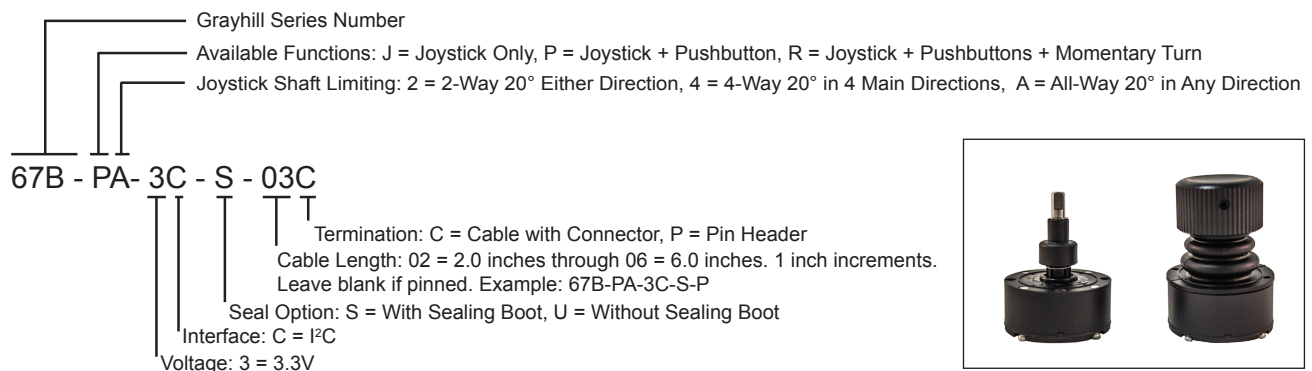 Grayhill Series Number
Available Functions: J = Joystick Only, P = Joystick + Pushbutton, R = Joystick + Pushbuttons + Momentary Turn
Joystick Shaft Limiting: 2 = 2-Way 20° Either Direction, 4 = 4-Way 20° in 4 Main Directions, A = All-Way 20° in Any Direction
67B - PA- 3C - S - 03C
Termination: C = Cable with Connector, P = Pin Header
Cable Length: 02 = 2.0 inches through 06 = 6.0 inches. 1 inch increments.
Leave blank if pinned. Example: 67B-PA-3C-S-P
Seal Option: S = With Sealing Boot, U = Without Sealing Boot
Interface: C = I²C
Voltage: 3 = 3.3V